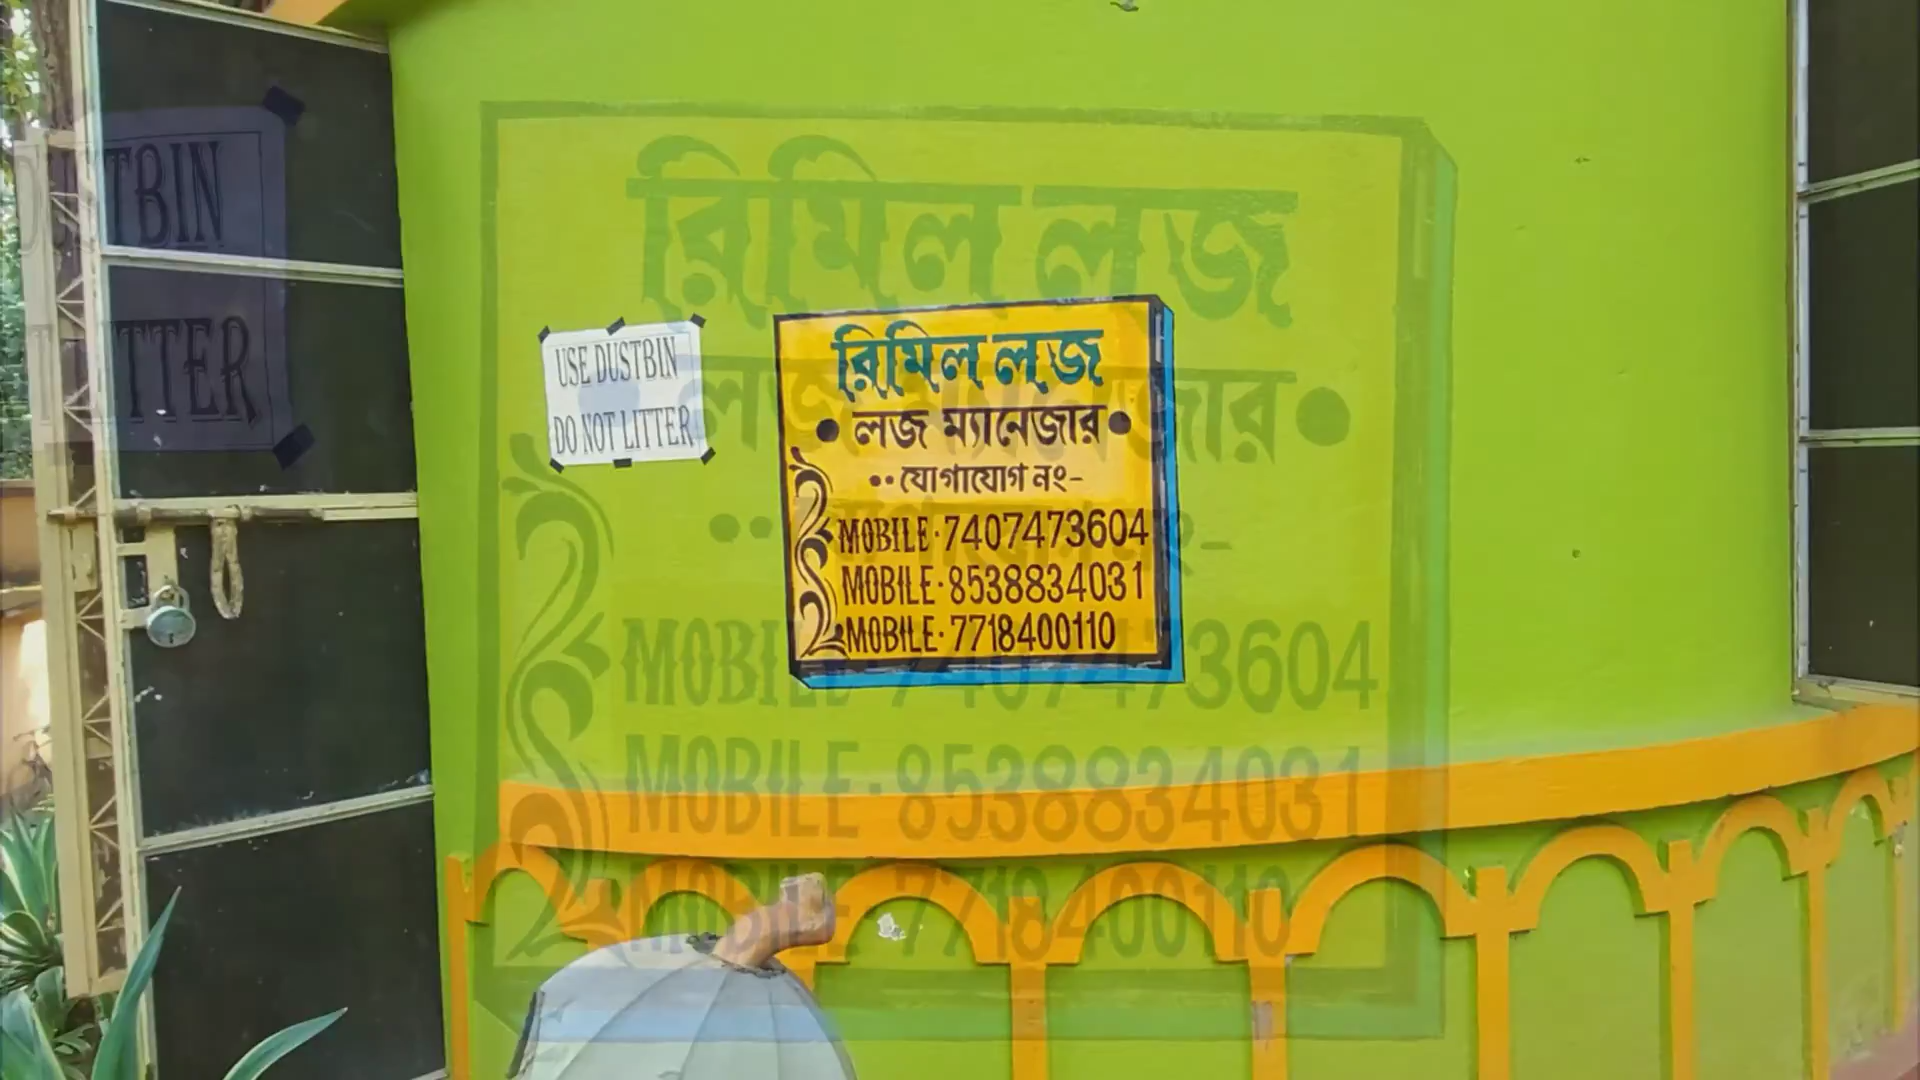 USE DUSTBIN
DO NOT LITTER
রিমিল লজ
লজ ম্যানেজার
যোগাযোগ নং-
MOBILE·7407473604
MOBILE·8538834031
MOBILE·7718400110